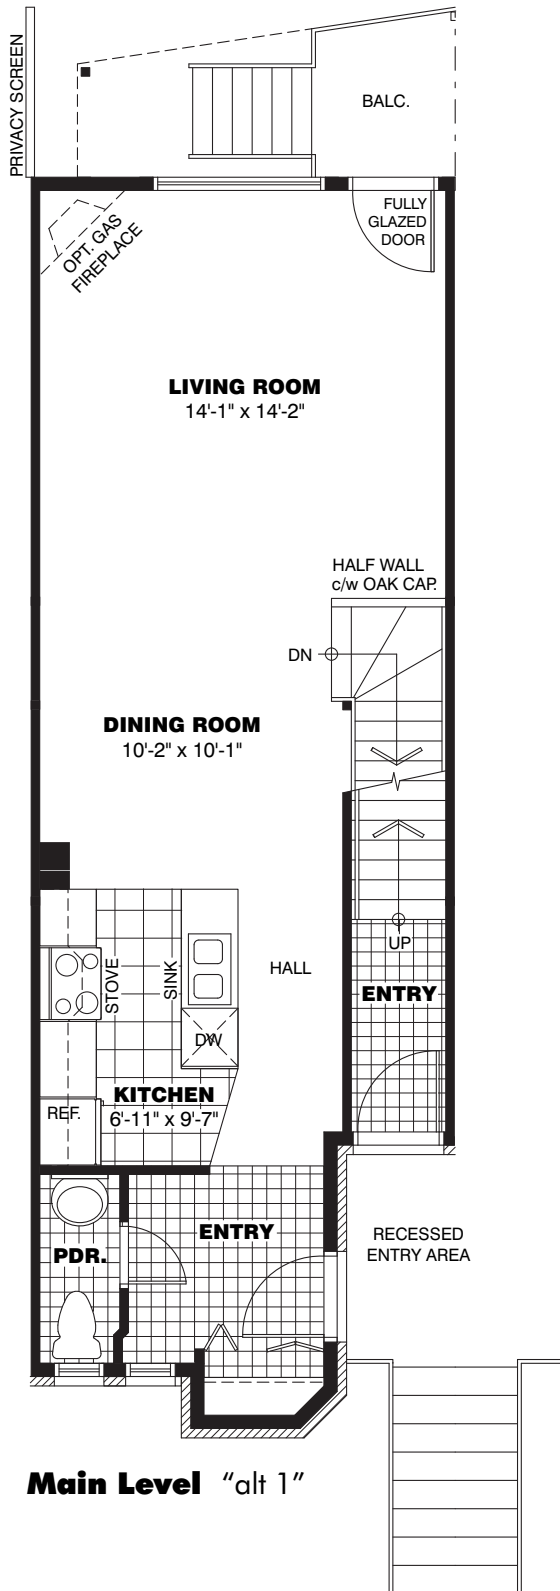 PRIVACY SCREEN
BALC.
FULLY
GLAZED
DOOR
OPT. GAS
FIREPLACE
LIVING ROOM
14'-1" x 14'-2"
HALF WALL
c/w OAK CAP.
DN
DINING ROOM
10'-2" x 10'-1"
UP
STOVE
SINK
HALL
ENTRY
DW
KITCHEN
6'-11" x 9'-7"
REF.
ENTRY
PDR.
RECESSED
ENTRY AREA
Main Level “alt 1”